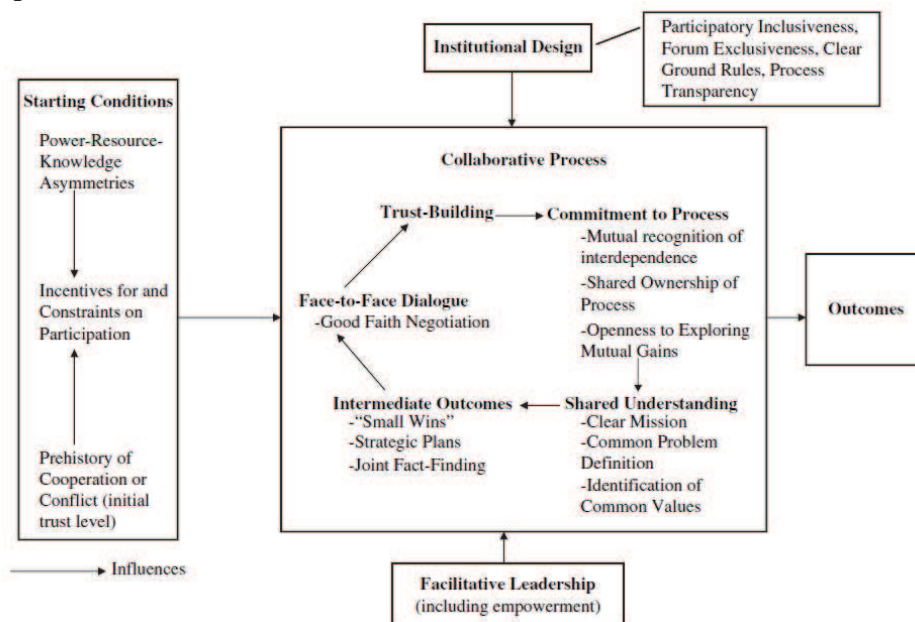 Institutional Design
Participatory Inclusiveness,
Forum Exclusiveness, Clear
Ground Rules, Process
Transparency
Starting Conditions
Power-Resource-
Knowledge
Asymmetries
Incentives for and
Constraints on
Participation
Prehistory of
Cooperation or
Conflict (initial
trust level)
Influences
Collaborative Process
Trust-Building
Commitment to Process
-Mutual recognition of
interdependence
-Shared Ownership of
Process
-Openness to Exploring
Mutual Gains
Face-to-Face Dialogue
-Good Faith Negotiation
Intermediate Outcomes
-“Small Wins”
-Strategic Plans
-Joint Fact-Finding
Shared Understanding
-Clear Mission
-Common Problem
Definition
-Identification of
Common Values
Outcomes
Facilitative Leadership
(including empowerment)